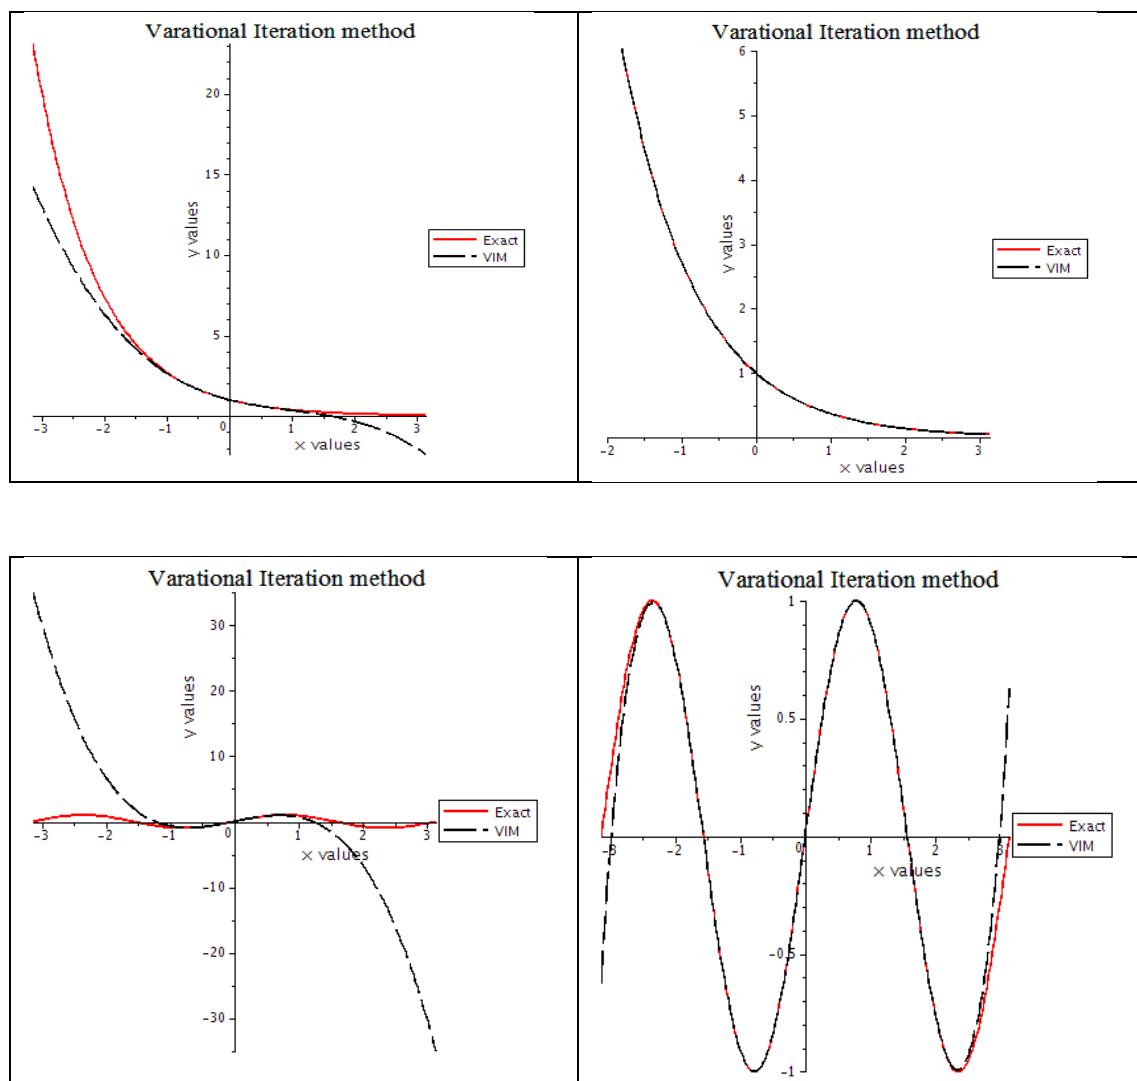 Varational Iteration method
20
15
y values
10
5
Exact
VIM
-3 -2 -1 0 1 2 3
x values
Varational Iteration method
6
5
4
y values
3
2
1
Exact
VIM
-2 -1 0 1 2 3
x values
Varational Iteration method
30
20
y values
10
Exact
VIM
-3 -2 -1 0 1 2 3
x values
-10
-20
-30
Varational Iteration method
1
y values
0.5
Exact
VIM
-3 -2 -1 0 1 2 3
x values
-0.5
-1